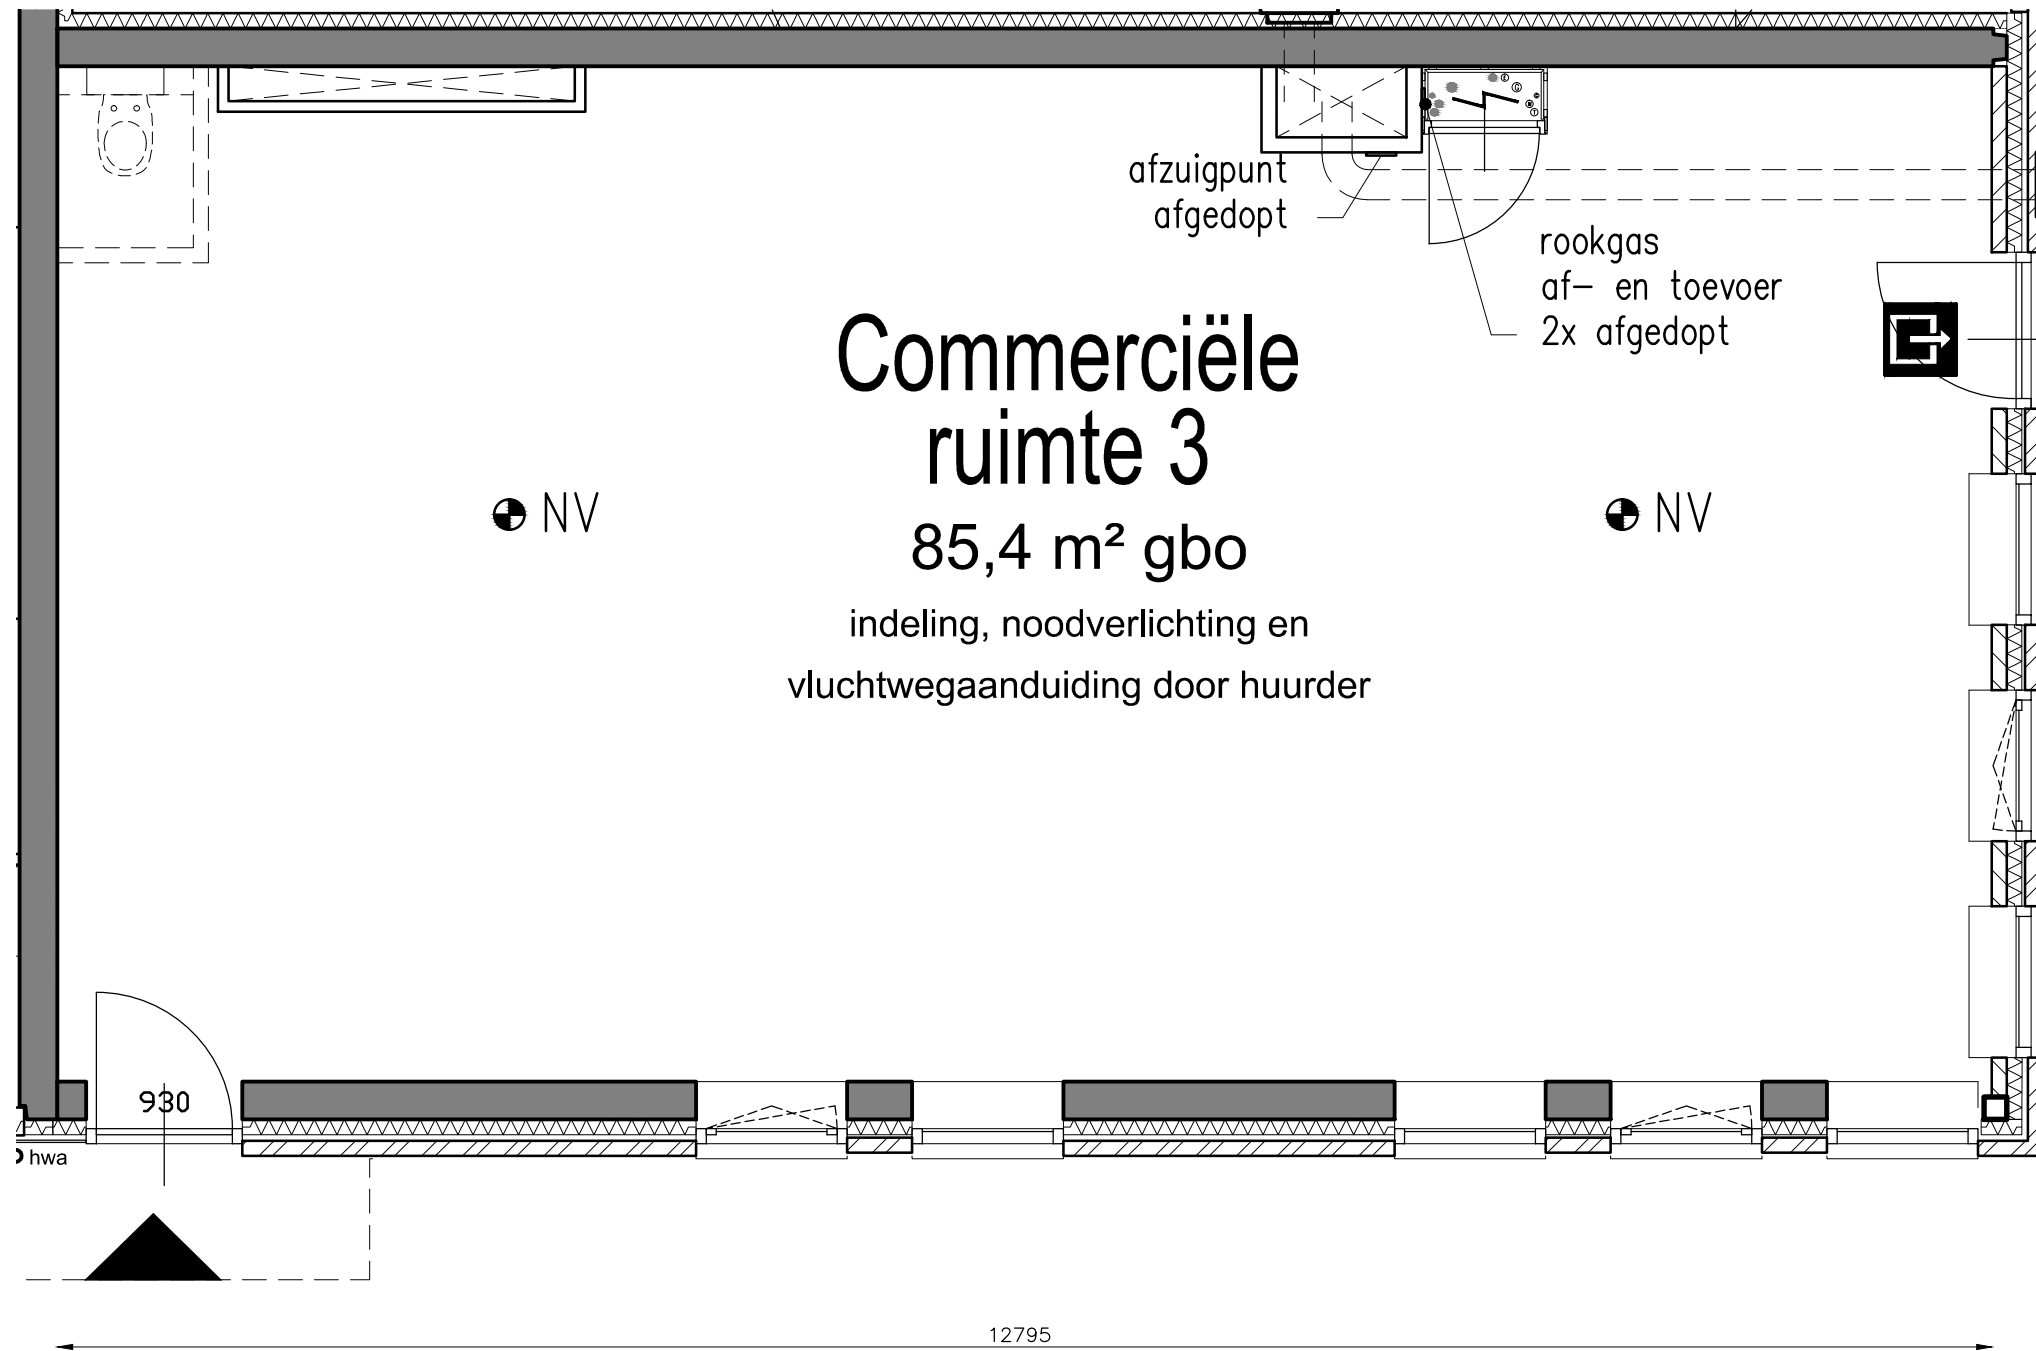 afzuigpunt
afgedopt
rookgas
af- en toevoer
2x afgedopt
Commerciële
ruimte 3
NV
NV
85,4 m² gbo
indeling, noodverlichting en
vluchtwegaanduiding door huurder
930
hwa
12795